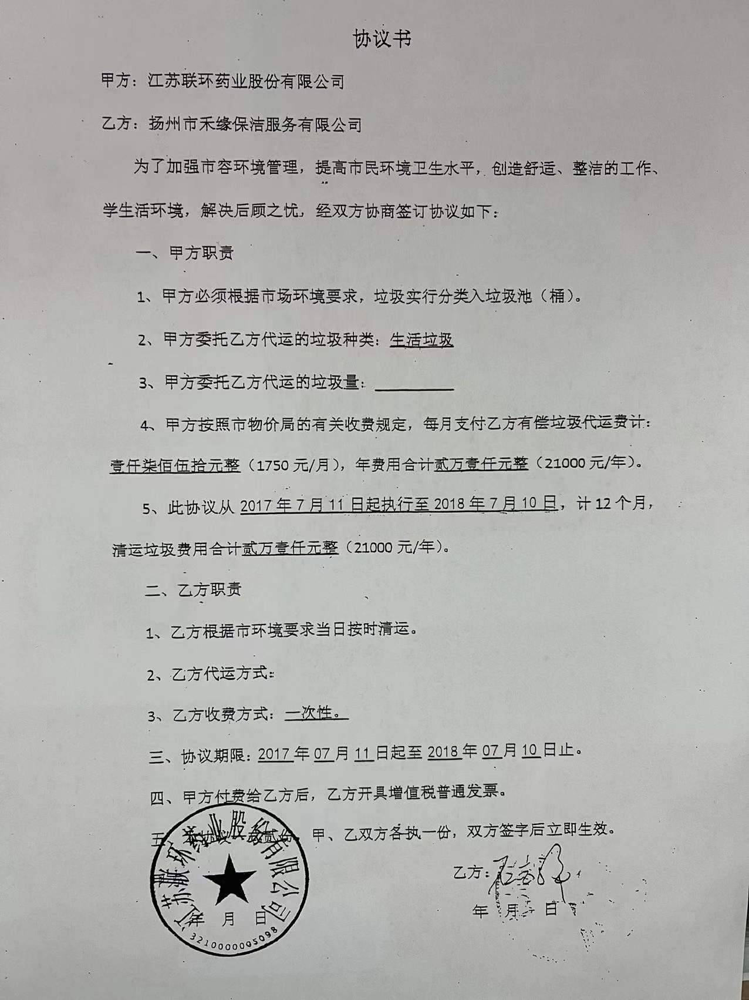 协议书
甲方：江苏联环药业股份有限公司
乙方：扬州市禾缘保洁服务有限公司
为了加强市容环境管理，提高市民环境卫生水平，创造舒适、整洁的工作、
学生活环境，解决后顾之忧，经双方协商签订协议如下：
一、甲方职责
1、甲方必须根据市场环境要求，垃圾实行分类入垃圾池（桶）。
2、甲方委托乙方代运的垃圾种类：生活垃圾
3、甲方委托乙方代运的垃圾量：
4、甲方按照市物价局的有关收费规定，每月支付乙方有偿垃圾代运费计：
壹仟柒佰伍拾元整（1750 元/月），年费用合计贰万壹仟元整（21000 元/年）。
5、此协议从 2017 年 7 月 11 日起执行至 2018 年 7 月 10 日，计 12 个月，
清运垃圾费用合计贰万壹仟元整（21000 元/年）。
二、乙方职责
1、乙方根据市环境要求当日按时清运。
2、乙方代运方式：
3、乙方收费方式：一次性。
三、协议期限：2017 年 07 月 11 日起至 2018 年 07 月 10 日止。
四、甲方付费给乙方后，乙方开具增值税普通发票。
五、本协议一式贰份，甲、乙双方各执一份，双方签字后立即生效。
江苏联环药业股份有限公司
乙方：
年 月 日
年 月 日
3210000005098